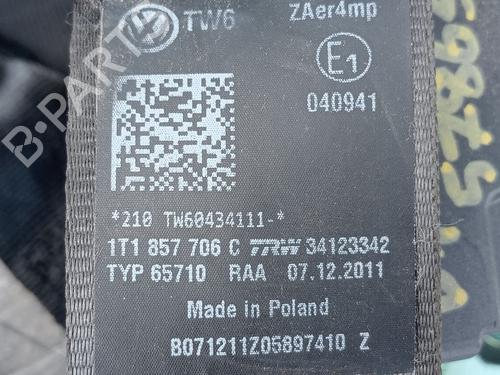 TW6 ZAer4mp
E1
040941
*210 TW60434111-*
1T1 857 706 C TRW 34123342
TYP 65710 RAA 07.12.2011
Made in Poland
B071211Z05897410 Z